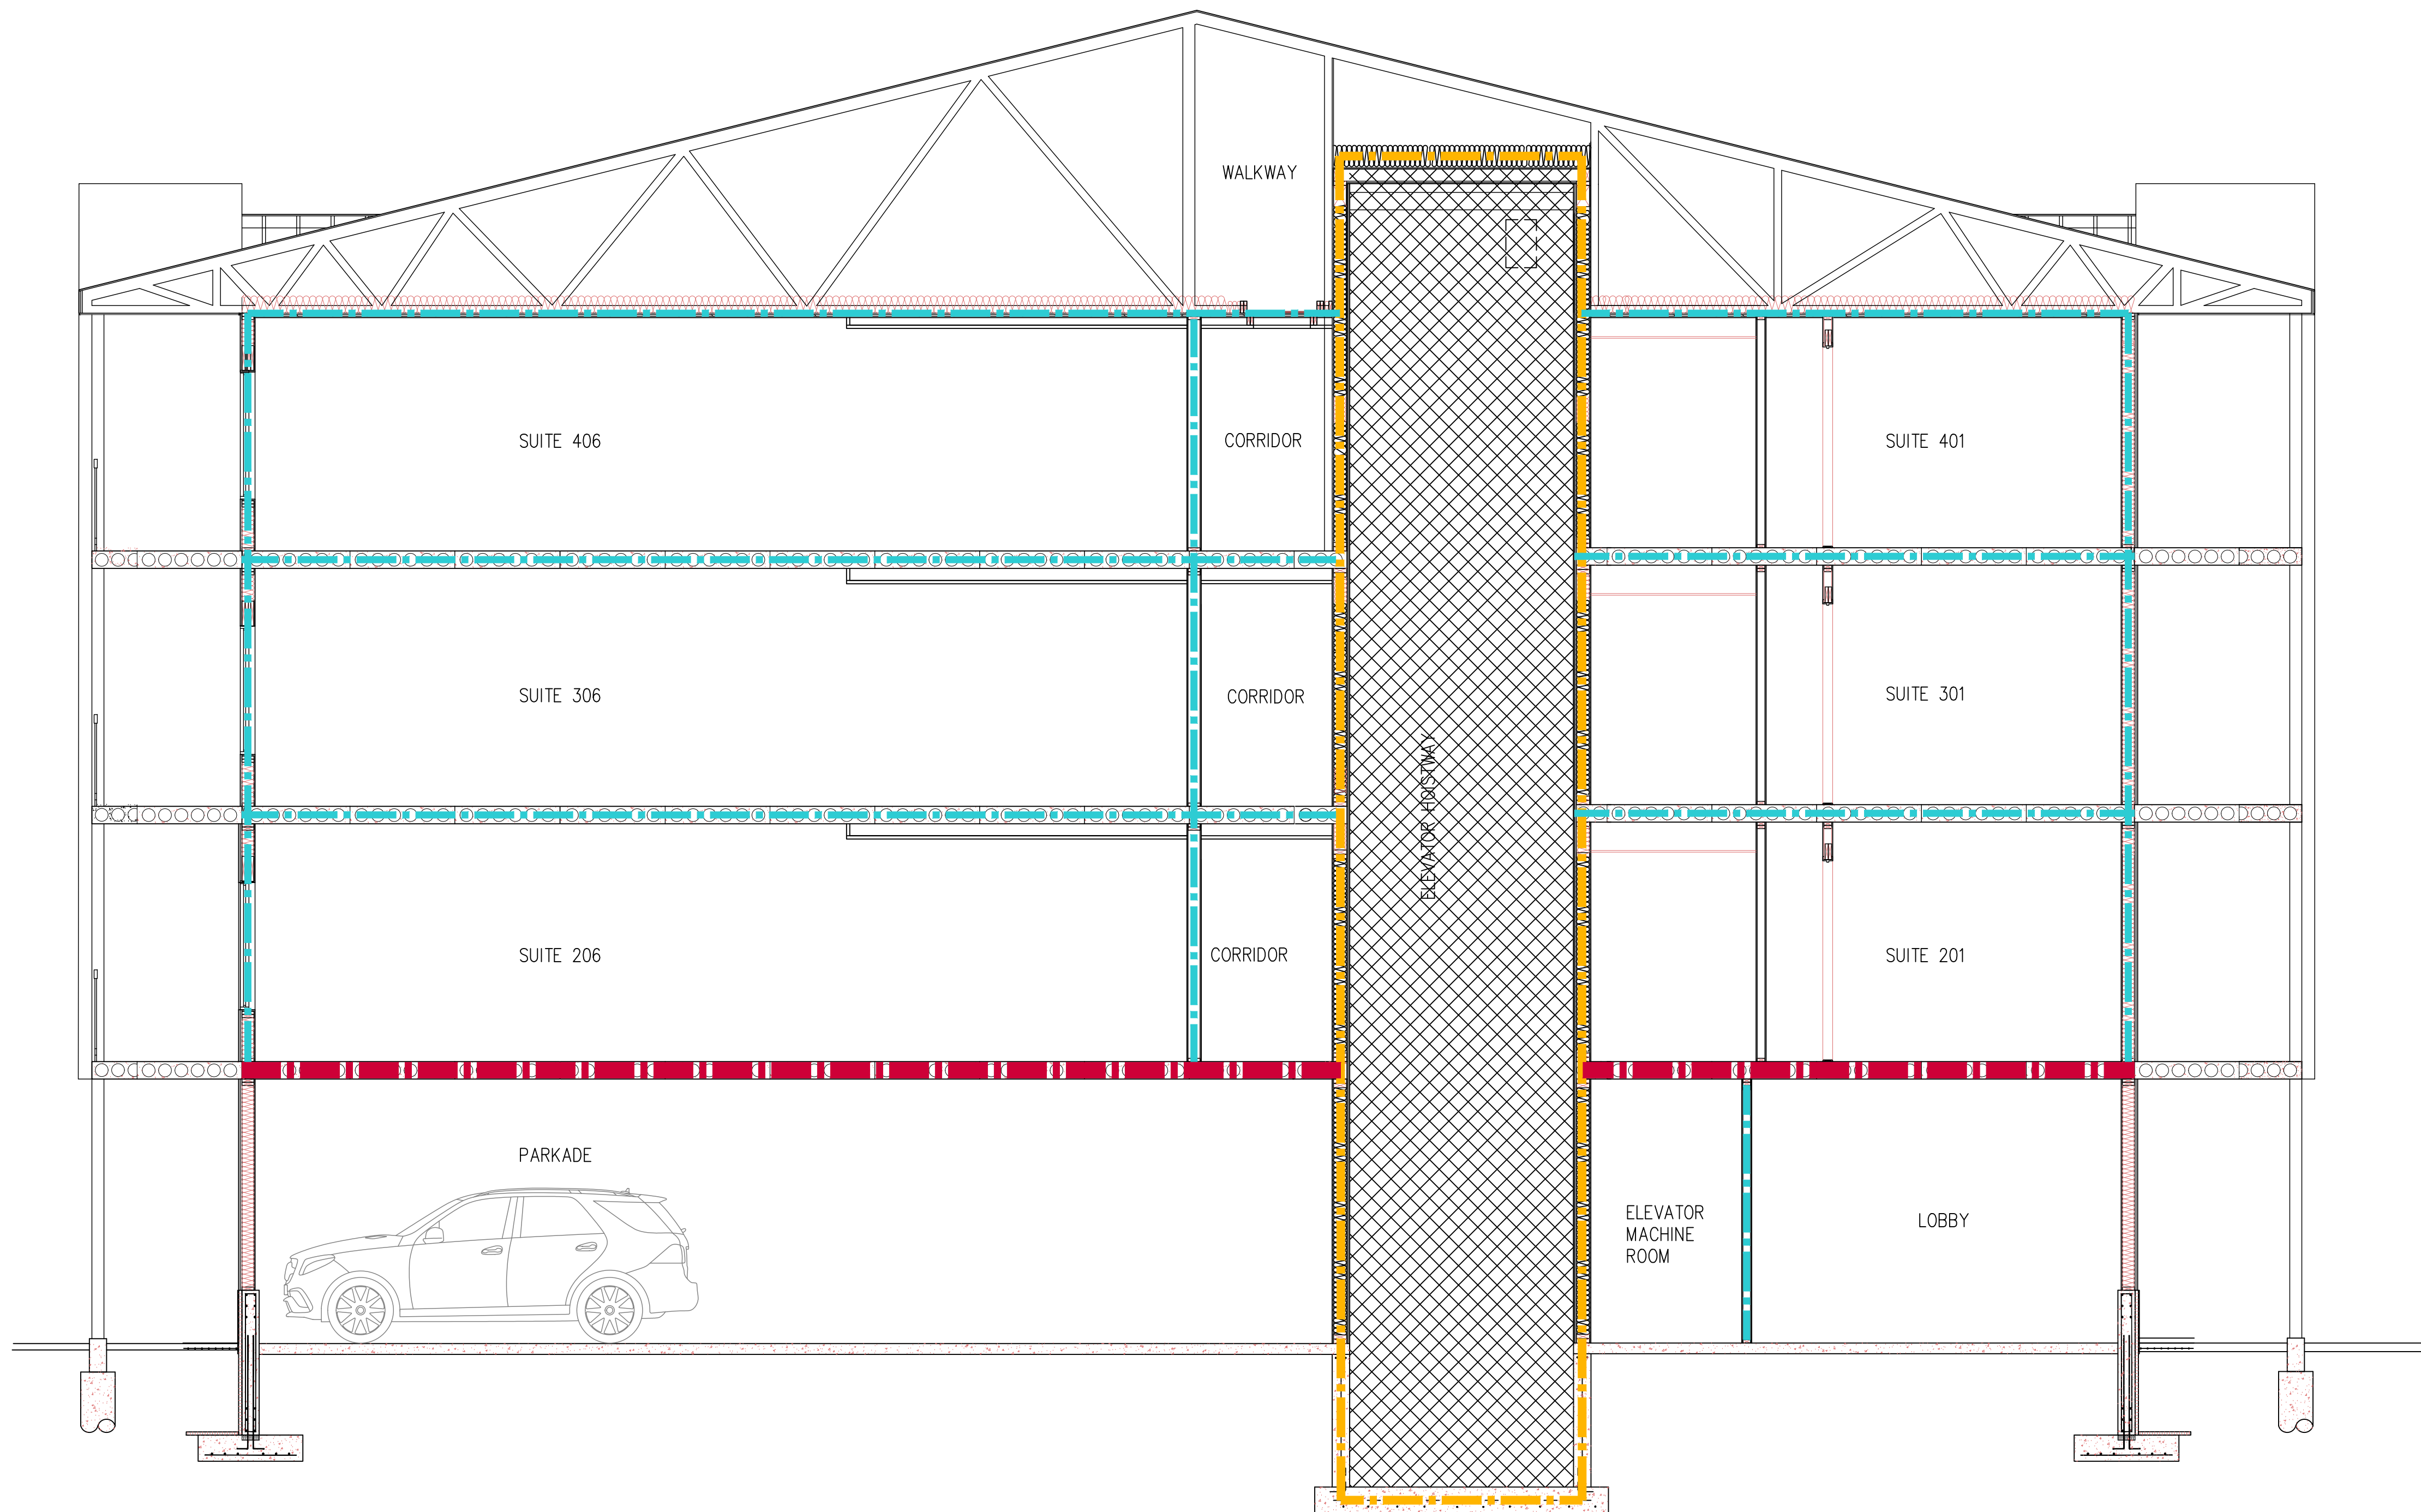 WALKWAY
SUITE 406
CORRIDOR
SUITE 401
SUITE 306
CORRIDOR
SUITE 301
ELEVATOR HOISTWAY
SUITE 206
CORRIDOR
SUITE 201
PARKADE
ELEVATOR
MACHINE
ROOM
LOBBY